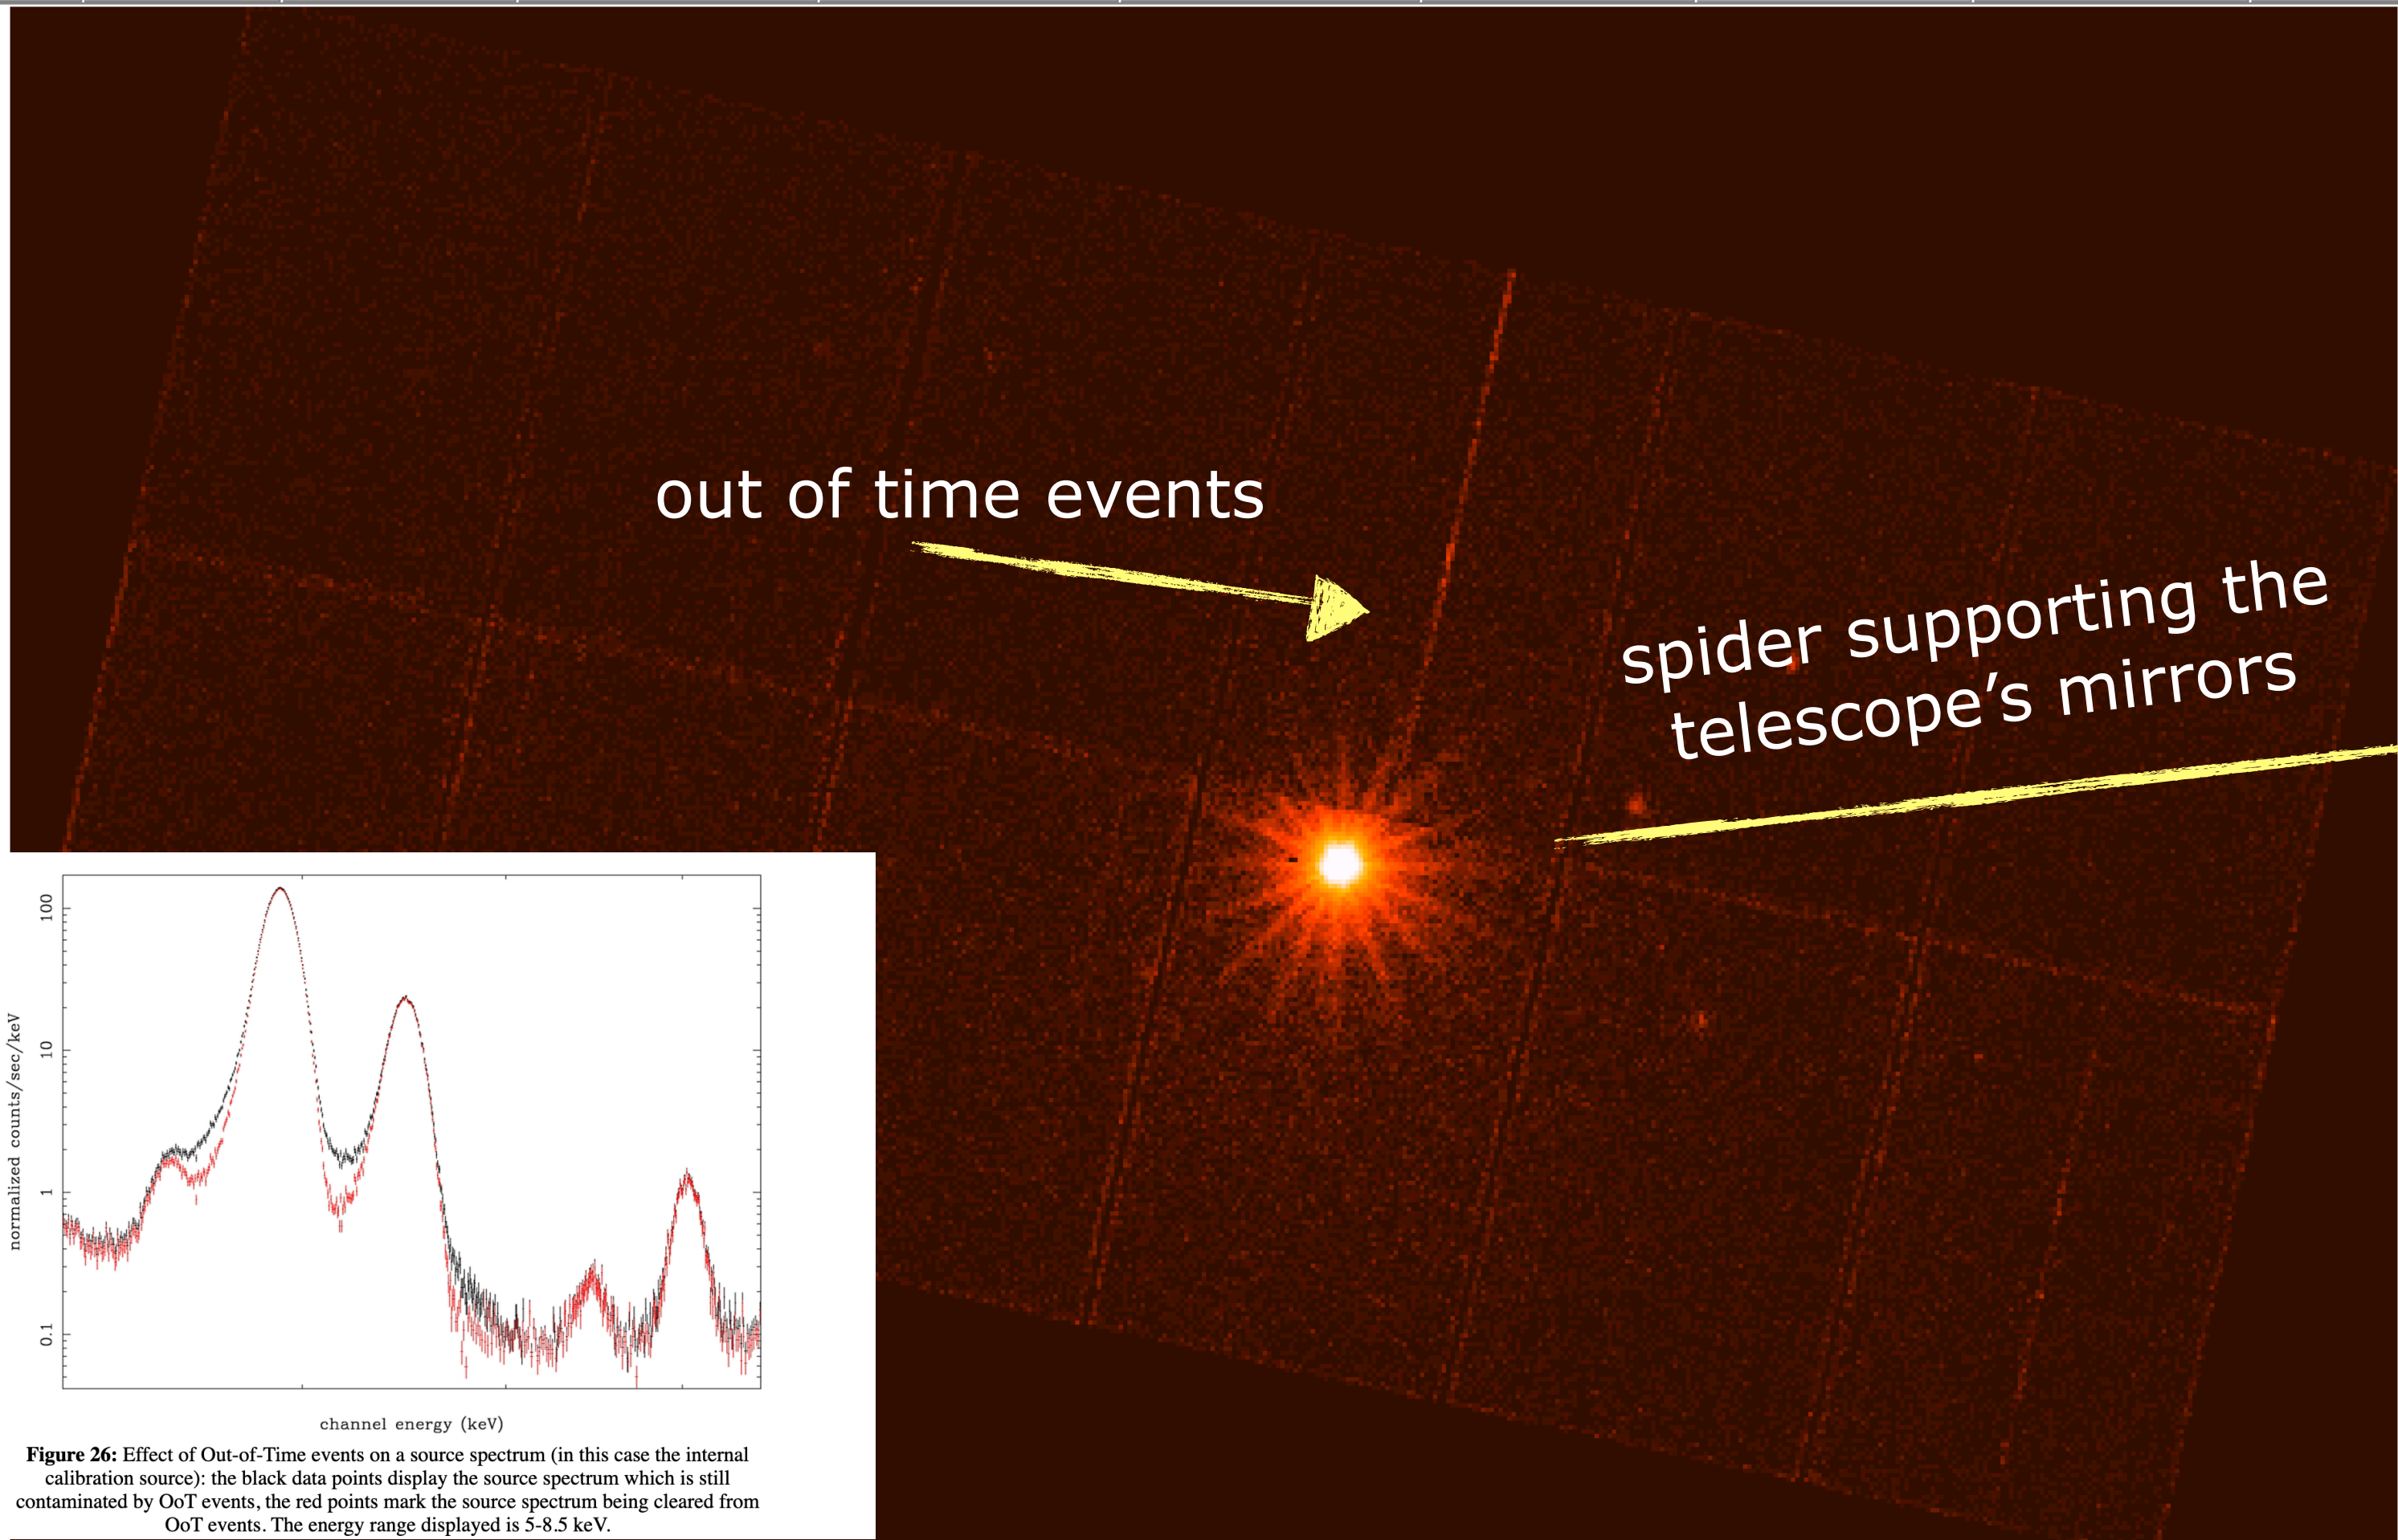 out of time events
spider supporting the
telescope’s mirrors
100
10
1
0.1
normalized counts/sec/keV
channel energy (keV)
Figure 26: Effect of Out-of-Time events on a source spectrum (in this case the internal
calibration source): the black data points display the source spectrum which is still
contaminated by OoT events, the red points mark the source spectrum being cleared from
OoT events. The energy range displayed is 5-8.5 keV.